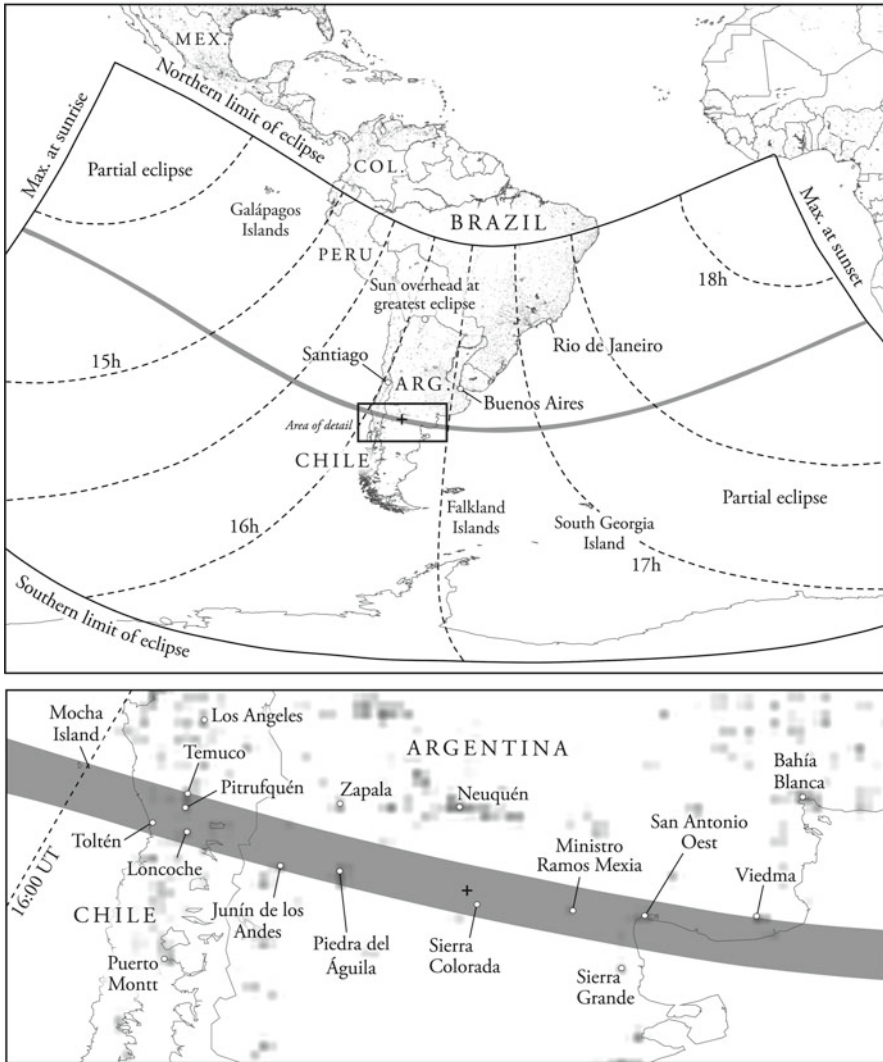 MEX.
Northern limit of eclipse
Max. at sunrise
Partial eclipse
COL.
Galápagos
Islands
BRAZIL
Max. at sunset
PERU
18h
Sun overhead at
greatest eclipse
Rio de Janeiro
Santiago
15h
ARG.
Buenos Aires
Area of detail
CHILE
Partial eclipse
Falkland
Islands
16h
South Georgia
Island
17h
Southern limit of eclipse
Mocha
Island
Los Angeles
ARGENTINA
Temuco
Bahía
Blanca
Pitrufquén
Zapala
Neuquén
San Antonio
Oest
Ministro
Ramos Mexia
Toltén
Viedma
Loncoche
16:00 UT
CHILE
Junín de los
Andes
Piedra del
Águila
Sierra
Colorada
Puerto
Montt
Sierra
Grande